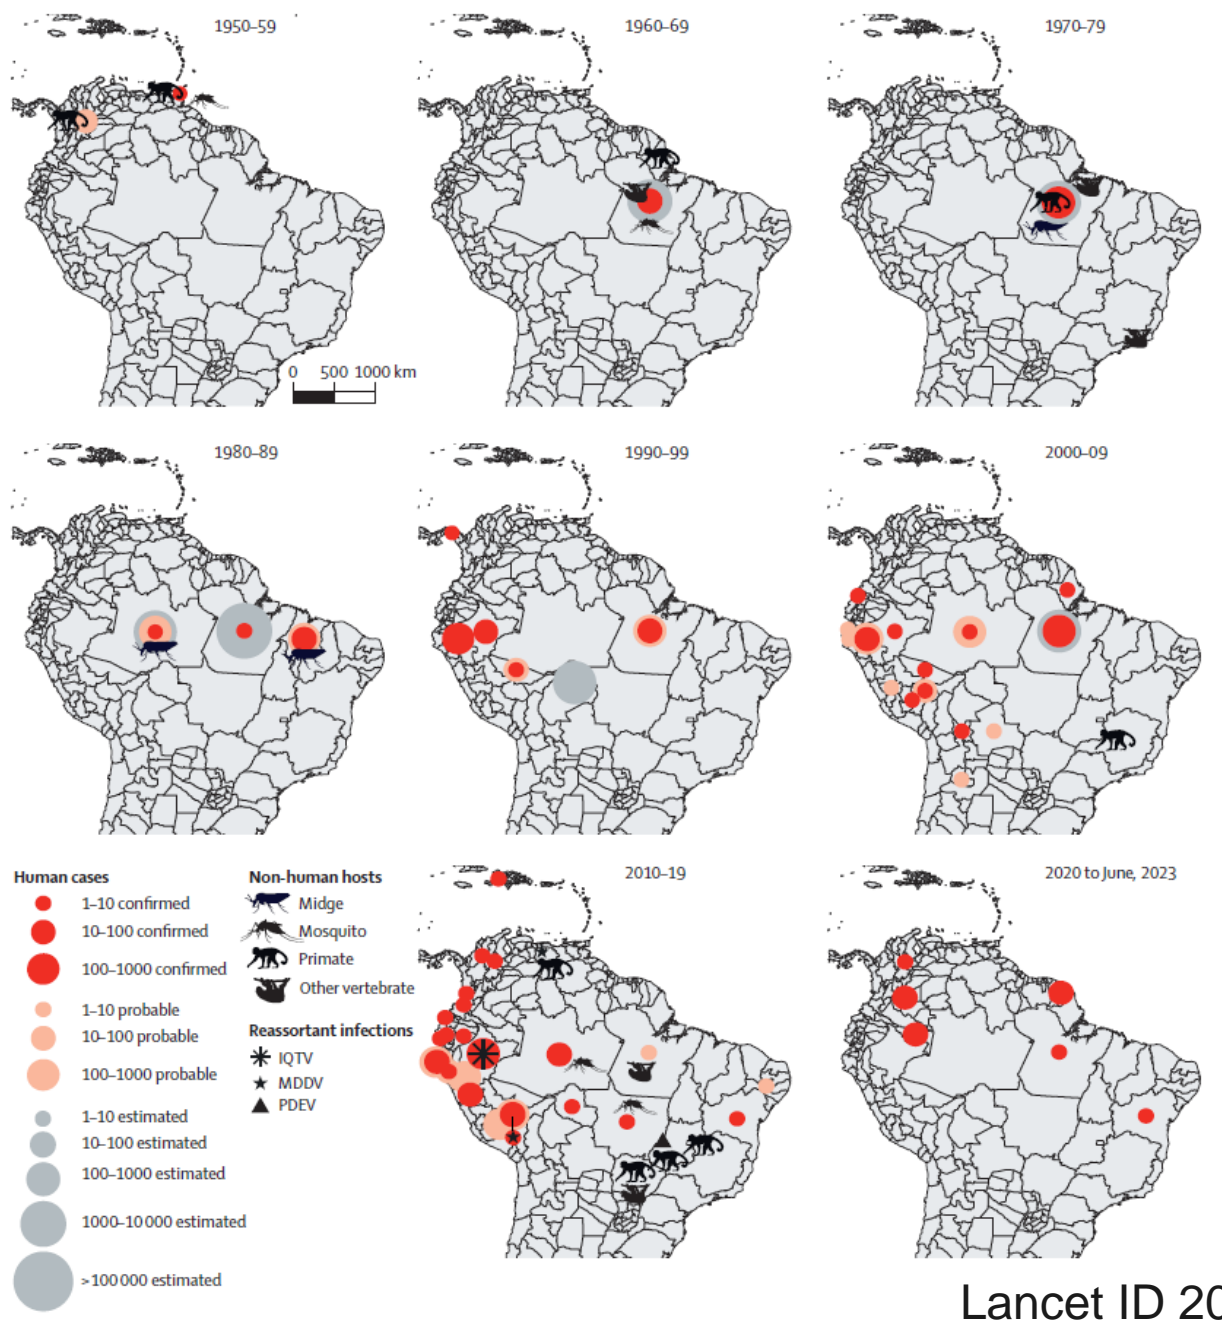 1950–59
1960–69
1970–79
0 500 1000 km
1980–89
1990–99
2000–09
Human cases
1–10 confirmed
10–100 confirmed
100–1000 confirmed
1–10 probable
10–100 probable
100–1000 probable
1–10 estimated
10–100 estimated
100–1000 estimated
1000–10 000 estimated
>100 000 estimated
Non-human hosts
Midge
Mosquito
Primate
Other vertebrate
Reassortant infections
IQTV
MDDV
PDEV
2010–19
2020 to June, 2023
Lancet ID 20